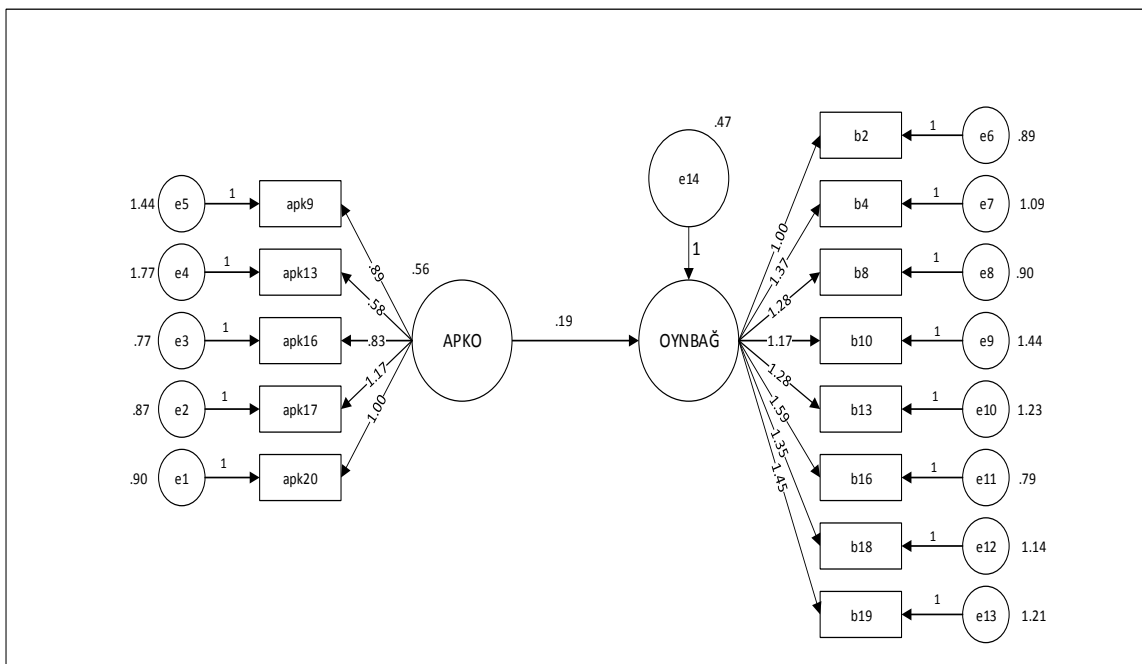 .47
e14
1
b2
1
e6
.89
1.44
e5
1
apk9
b4
1
e7
1.09
1.77
e4
1
apk13
b8
1
e8
.90
.77
e3
1
apk16
b10
1
e9
1.44
.87
e2
1
apk17
b13
1
e10
1.23
.90
e1
1
apk20
b16
1
e11
.79
b18
1
e12
1.14
b19
1
e13
1.21
.89
.58
.83
1.17
1.00
.56
APKO
.19
OYNBAĞ
1.00
1.37
1.28
1.17
1.28
1.59
1.35
1.45